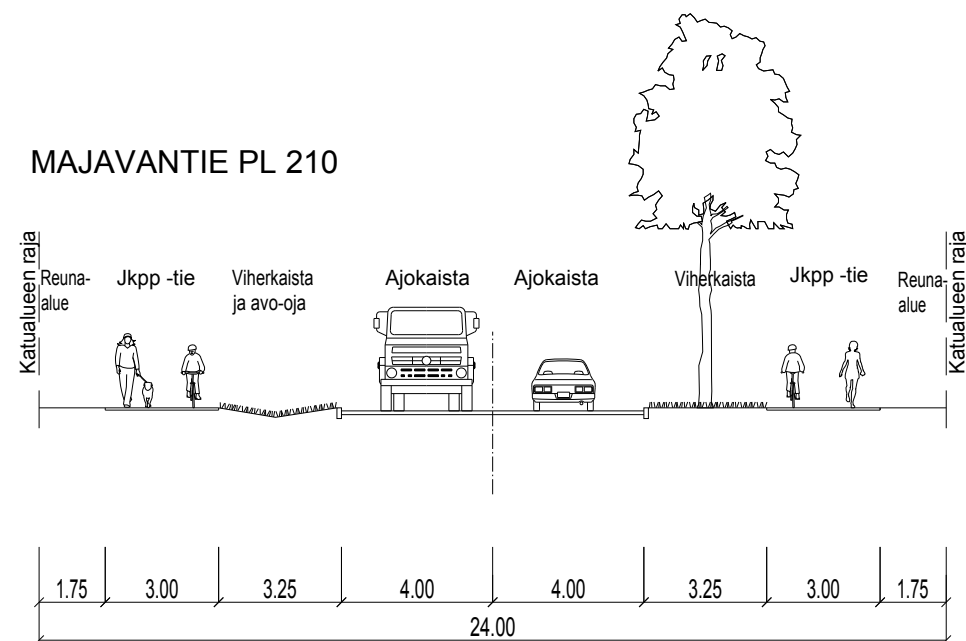 MAJAVANTIE PL 210
Katualueen raja
Reuna-
alue
Jkpp -tie
Viherkaista
ja avo-oja
Ajokaista
Ajokaista
Viherkaista
Jkpp -tie
Reuna-
alue
Katualueen raja
1.75
3.00
3.25
4.00
4.00
3.25
3.00
1.75
24.00